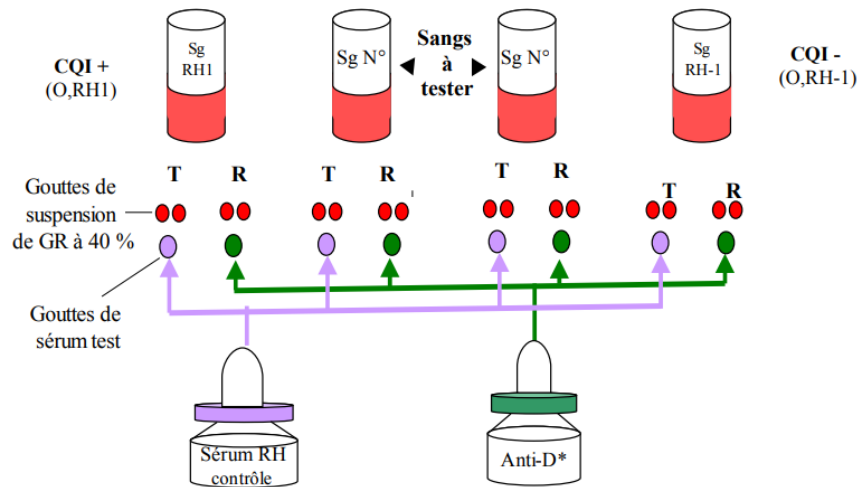 CQI +
(O,RH1)
Sg
RH1
Sg N°
Sangs
à
tester
Sg N°
Sg
RH-1
CQI -
(O,RH-1)
T R T R T R T R
Gouttes de
suspension
de GR à 40 %
Gouttes de
sérum test
Sérum RH
contrôle
Anti-D*